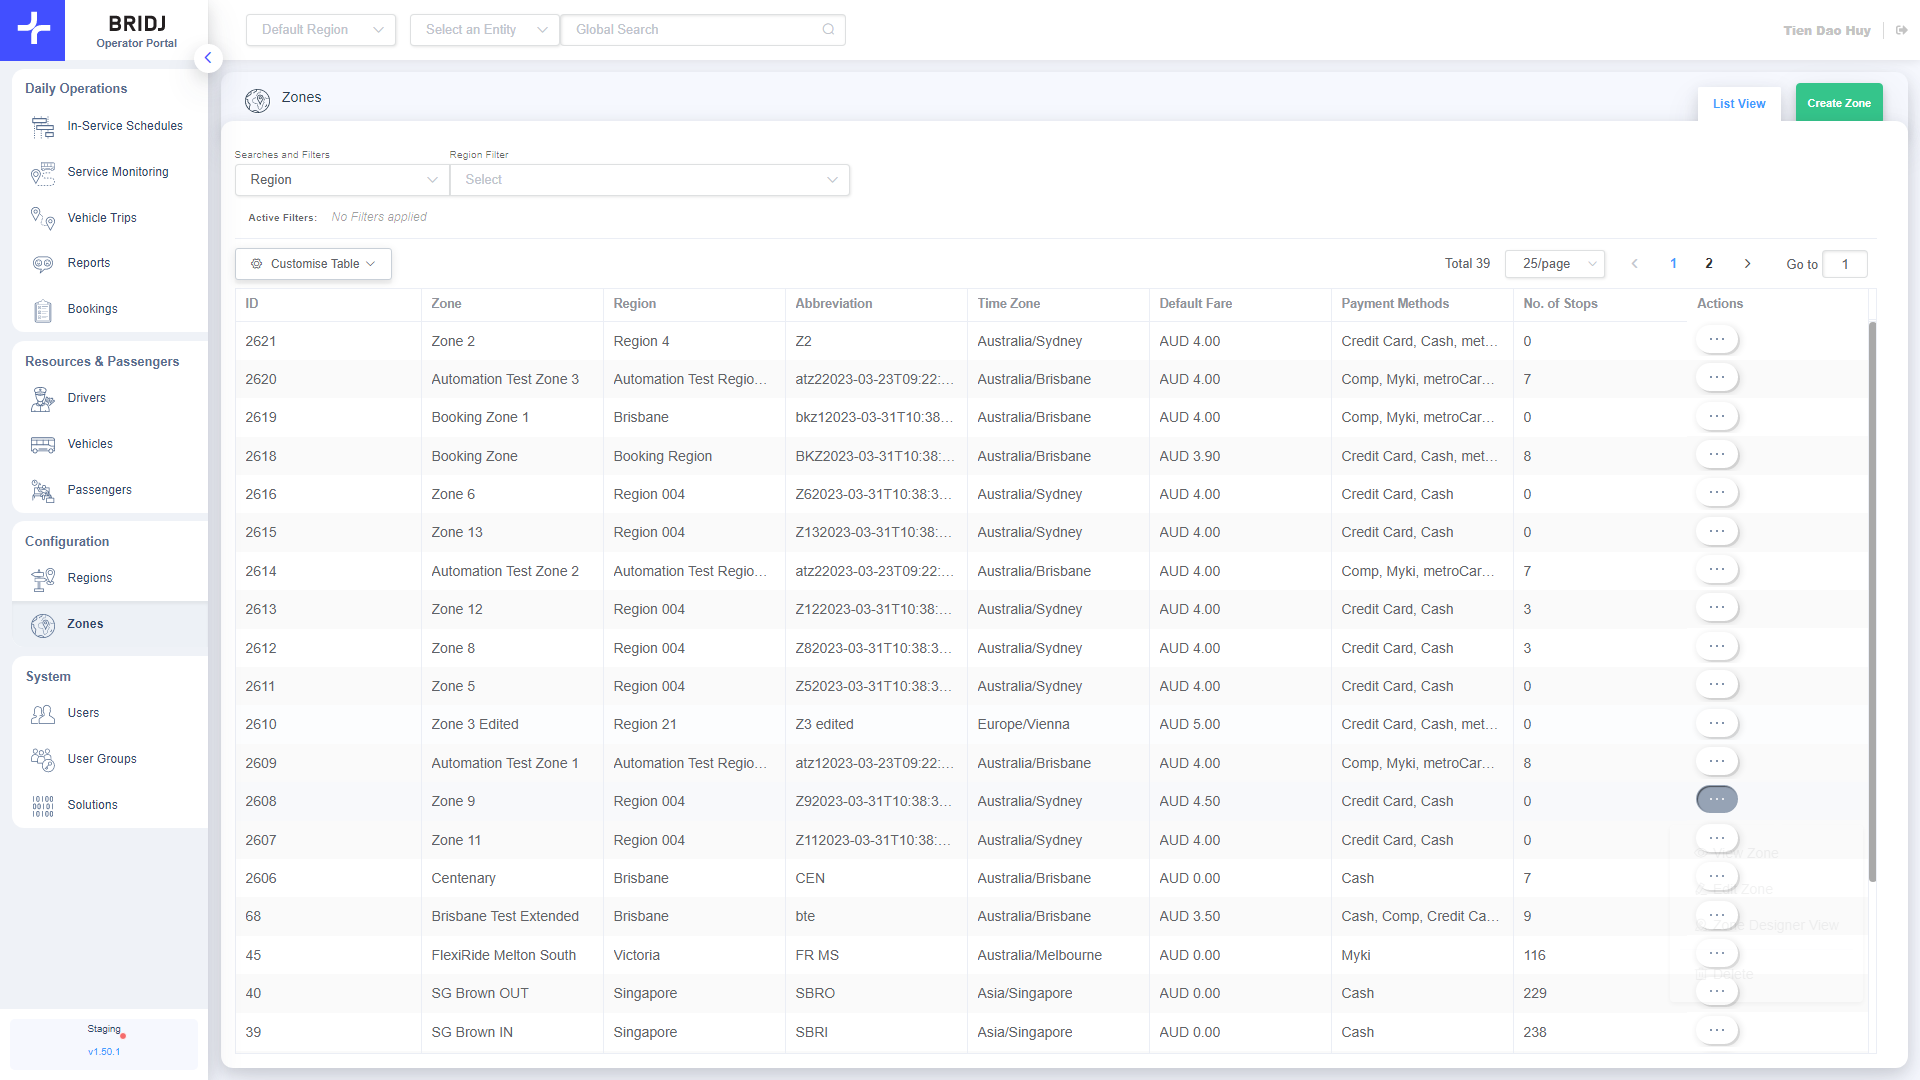 BRIDJ
Operator Portal
Default Region
Select an Entity
Global Search
Tien Dao Huy
Daily Operations
In-Service Schedules
Service Monitoring
Vehicle Trips
Reports
Bookings
Resources & Passengers
Drivers
Vehicles
Passengers
Configuration
Regions
Zones
System
Users
User Groups
Solutions
Staging
v1.50.1
Zones
List View
Create Zone
Searches and Filters
Region Filter
Region
Select
Active Filters: No Filters applied
Customise Table
Total 39 25/page 1 2 Go to 1
ID Zone Region Abbreviation Time Zone Default Fare Payment Methods No. of Stops Actions
2621 Zone 2 Region 4 Z2 Australia/Sydney AUD 4.00 Credit Card, Cash, met... 0
2620 Automation Test Zone 3 Automation Test Regio... atz22023-03-23T09:22:... Australia/Brisbane AUD 4.00 Comp, Myki, metroCar... 7
2619 Booking Zone 1 Brisbane bkz12023-03-31T10:38... Australia/Brisbane AUD 4.00 Comp, Myki, metroCar... 0
2618 Booking Zone Booking Region BKZ2023-03-31T10:38:... Australia/Brisbane AUD 3.90 Credit Card, Cash, met... 8
2616 Zone 6 Region 004 Z62023-03-31T10:38:3... Australia/Sydney AUD 4.00 Credit Card, Cash 0
2615 Zone 13 Region 004 Z132023-03-31T10:38:... Australia/Sydney AUD 4.00 Credit Card, Cash 0
2614 Automation Test Zone 2 Automation Test Regio... atz22023-03-23T09:22:... Australia/Brisbane AUD 4.00 Comp, Myki, metroCar... 7
2613 Zone 12 Region 004 Z122023-03-31T10:38:... Australia/Sydney AUD 4.00 Credit Card, Cash 3
2612 Zone 8 Region 004 Z82023-03-31T10:38:3... Australia/Sydney AUD 4.00 Credit Card, Cash 3
2611 Zone 5 Region 004 Z52023-03-31T10:38:3... Australia/Sydney AUD 4.00 Credit Card, Cash 0
2610 Zone 3 Edited Region 21 Z3 edited Europe/Vienna AUD 5.00 Credit Card, Cash, met... 0
2609 Automation Test Zone 1 Automation Test Regio... atz12023-03-23T09:22:... Australia/Brisbane AUD 4.00 Comp, Myki, metroCar... 8
2608 Zone 9 Region 004 Z92023-03-31T10:38:3... Australia/Sydney AUD 4.50 Credit Card, Cash 0
2607 Zone 11 Region 004 Z112023-03-31T10:38:... Australia/Sydney AUD 4.00 Credit Card, Cash 0
2606 Centenary Brisbane CEN Australia/Brisbane AUD 0.00 Cash 7
68 Brisbane Test Extended Brisbane bte Australia/Brisbane AUD 3.50 Cash, Comp, Credit Ca... 9
45 FlexiRide Melton South Victoria FR MS Australia/Melbourne AUD 0.00 Myki 116
40 SG Brown OUT Singapore SBRO Asia/Singapore AUD 0.00 Cash 229
39 SG Brown IN Singapore SBRI Asia/Singapore AUD 0.00 Cash 238
View Zone
Edit Zone
Zone Designer View
Delete